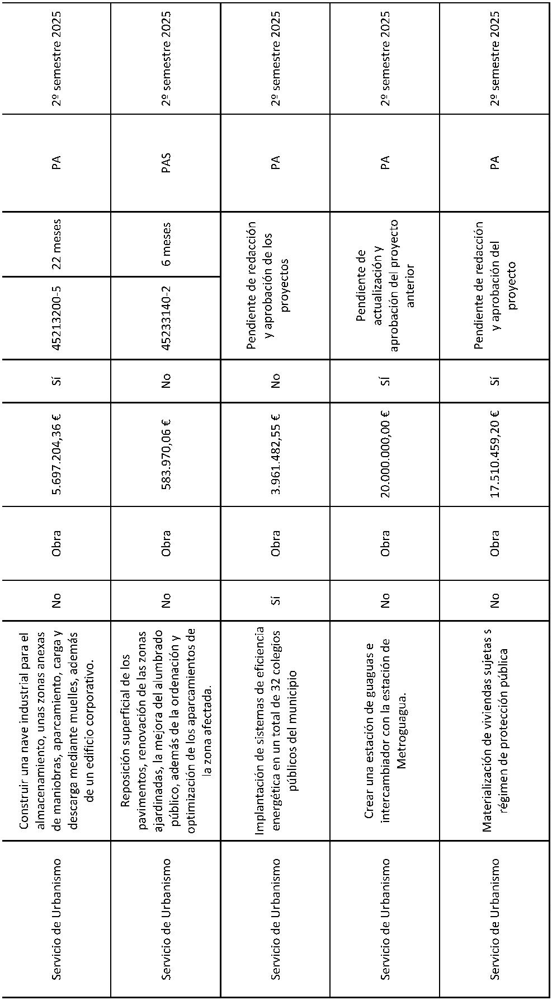 Servicio de Urbanismo
Construir una nave industrial para el
almacenamiento, unas zonas anexas
de maniobras, aparcamiento, carga y
descarga mediante muelles, además
de un edificio corporativo.
No
Obra
5.697.204,36 €
Sí
45213200-5
22 meses
PA
2º semestre 2025
Servicio de Urbanismo
Reposición superficial de los
pavimentos, renovación de las zonas
ajardinadas, la mejora del alumbrado
público, además de la ordenación y
optimización de los aparcamientos de
la zona afectada.
No
Obra
583.970,06 €
No
45233140-2
6 meses
PAS
2º semestre 2025
Servicio de Urbanismo
Implantación de sistemas de eficiencia
energética en un total de 32 colegios
públicos del municipio
Sí
Obra
3.961.482,55 €
No
Pendiente de redacción
y aprobación de los
proyectos
PA
2º semestre 2025
Servicio de Urbanismo
Crear una estación de guaguas e
intercambiador con la estación de
Metroguagua.
No
Obra
20.000.000,00 €
Sí
Pendiente de
actualización y
aprobación del proyecto
anterior
PA
2º semestre 2025
Servicio de Urbanismo
Materialización de viviendas sujetas s
régimen de protección pública
No
Obra
17.510.459,20 €
Sí
Pendiente de redacción
y aprobación del
proyecto
PA
2º semestre 2025